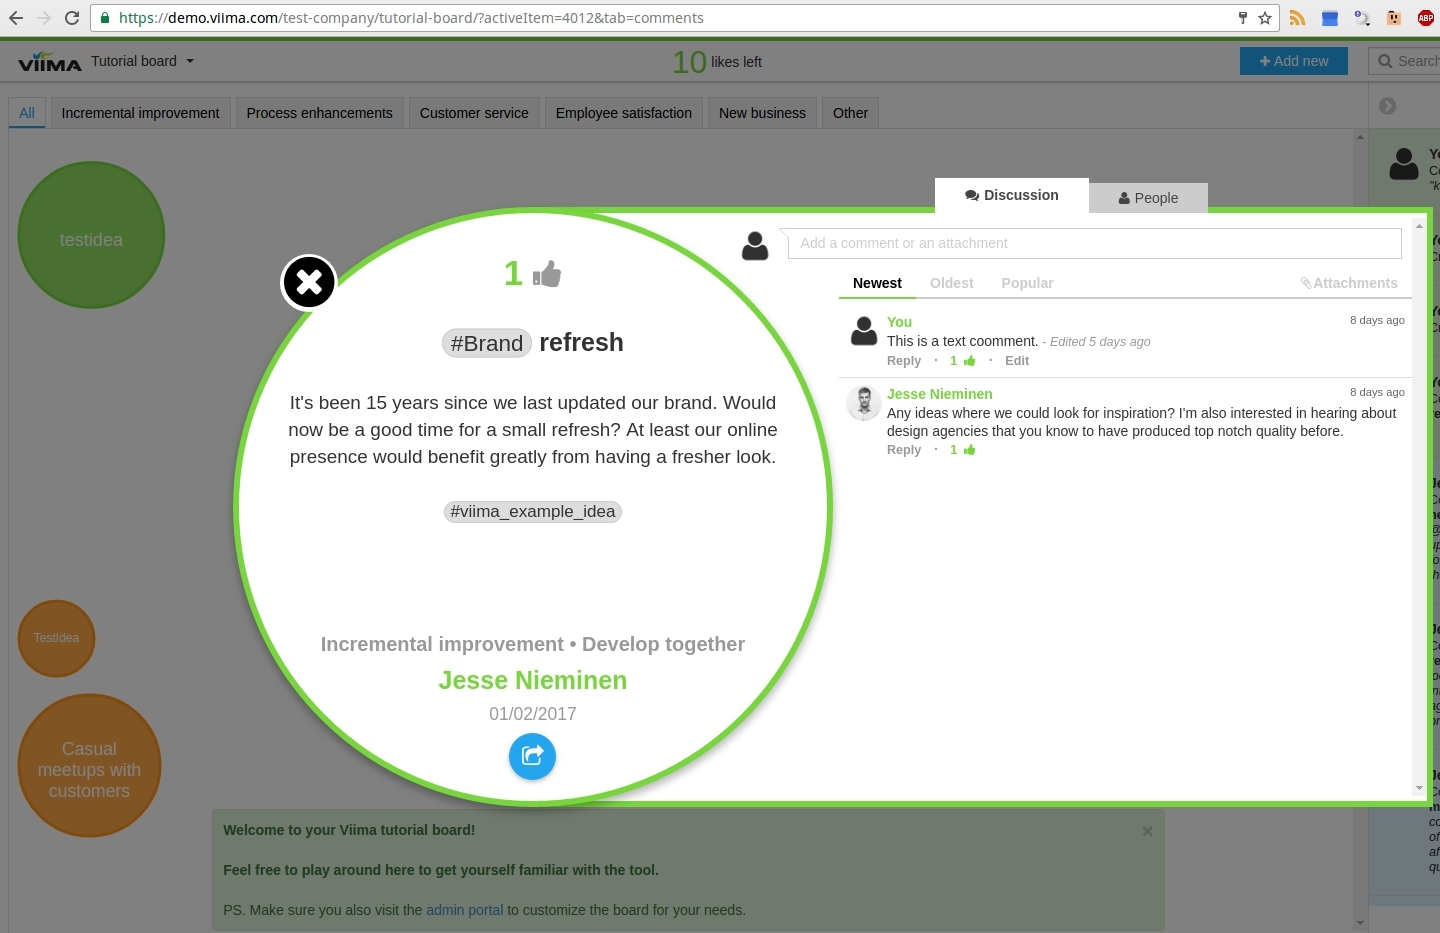 https://demo.viima.com/test-company/tutorial-board/?activeItem=4012&tab=comments
ABP
VIIMA
Tutorial board
10 likes left
Add new
Search
All
Incremental improvement
Process enhancements
Customer service
Employee satisfaction
New business
Other
testidea
TestIdea
Casual
meetups with
customers
1
#Brand refresh
It's been 15 years since we last updated our brand. Would
now be a good time for a small refresh? At least our online
presence would benefit greatly from having a fresher look.
#viima_example_idea
Incremental improvement • Develop together
Jesse Nieminen
01/02/2017
Discussion
People
Add a comment or an attachment
Newest
Oldest
Popular
Attachments
You
8 days ago
This is a text coomment. - Edited 5 days ago
Reply · 1 · Edit
Jesse Nieminen
8 days ago
Any ideas where we could look for inspiration? I'm also interested in hearing about
design agencies that you know to have produced top notch quality before.
Reply · 1
Welcome to your Viima tutorial board!
×
Feel free to play around here to get yourself familiar with the tool.
PS. Make sure you also visit the admin portal to customize the board for your needs.